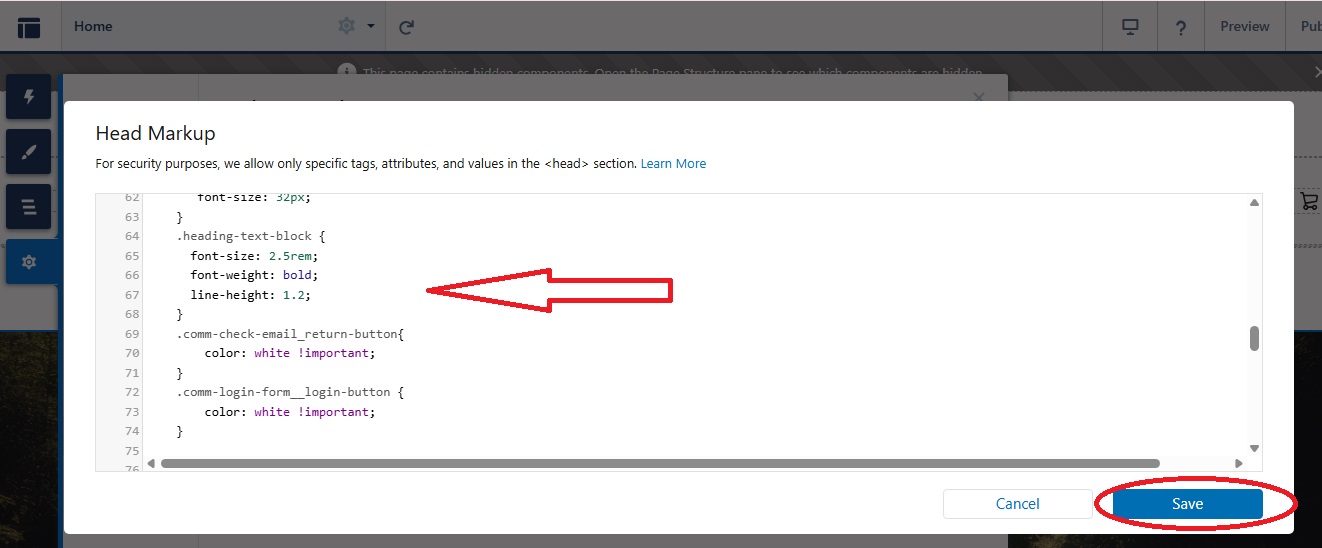 Home
?
Preview
Pub
This page contains hidden components. Open the Page Structure pane to see which components are hidden.
Head Markup
For security purposes, we allow only specific tags, attributes, and values in the <head> section. Learn More
62 font-size: 32px;
63 }
64 .heading-text-block {
65 font-size: 2.5rem;
66 font-weight: bold;
67 line-height: 1.2;
68 }
69 .comm-check-email_return-button{
70 color: white !important;
71 }
72 .comm-login-form__login-button {
73 color: white !important;
74 }
75
76
Cancel
Save